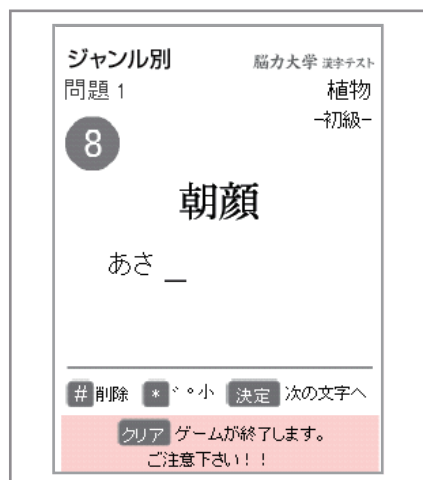 ジャンル別 脳力大学 漢字テスト
問題 1 植物
-初級-
8
朝顔
あさ _
# 削除 * ゛゜小 決定 次の文字へ
クリア ゲームが終了します。
ご注意下さい！！